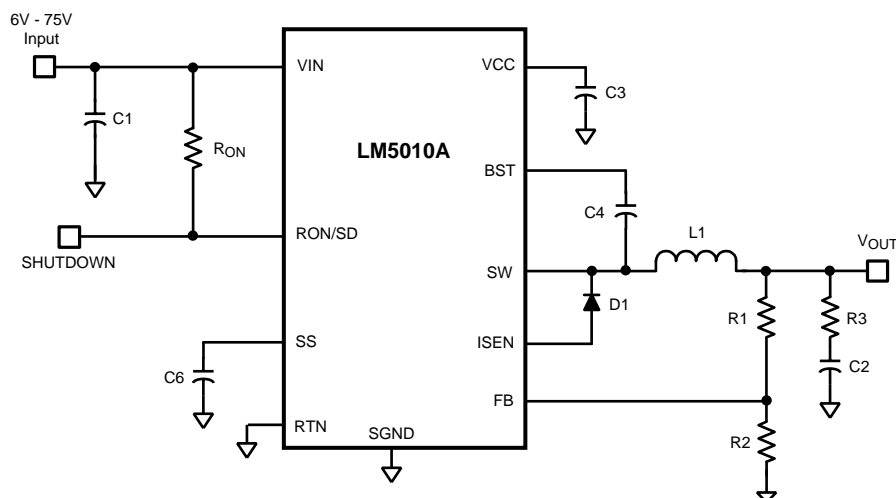 6V - 75V
Input
VIN
VCC
C3
C1
RON
LM5010A
BST
C4
L1
VOUT
SHUTDOWN
RON/SD
SW
D1
R1
R3
ISEN
C2
SS
C6
FB
RTN
SGND
R2